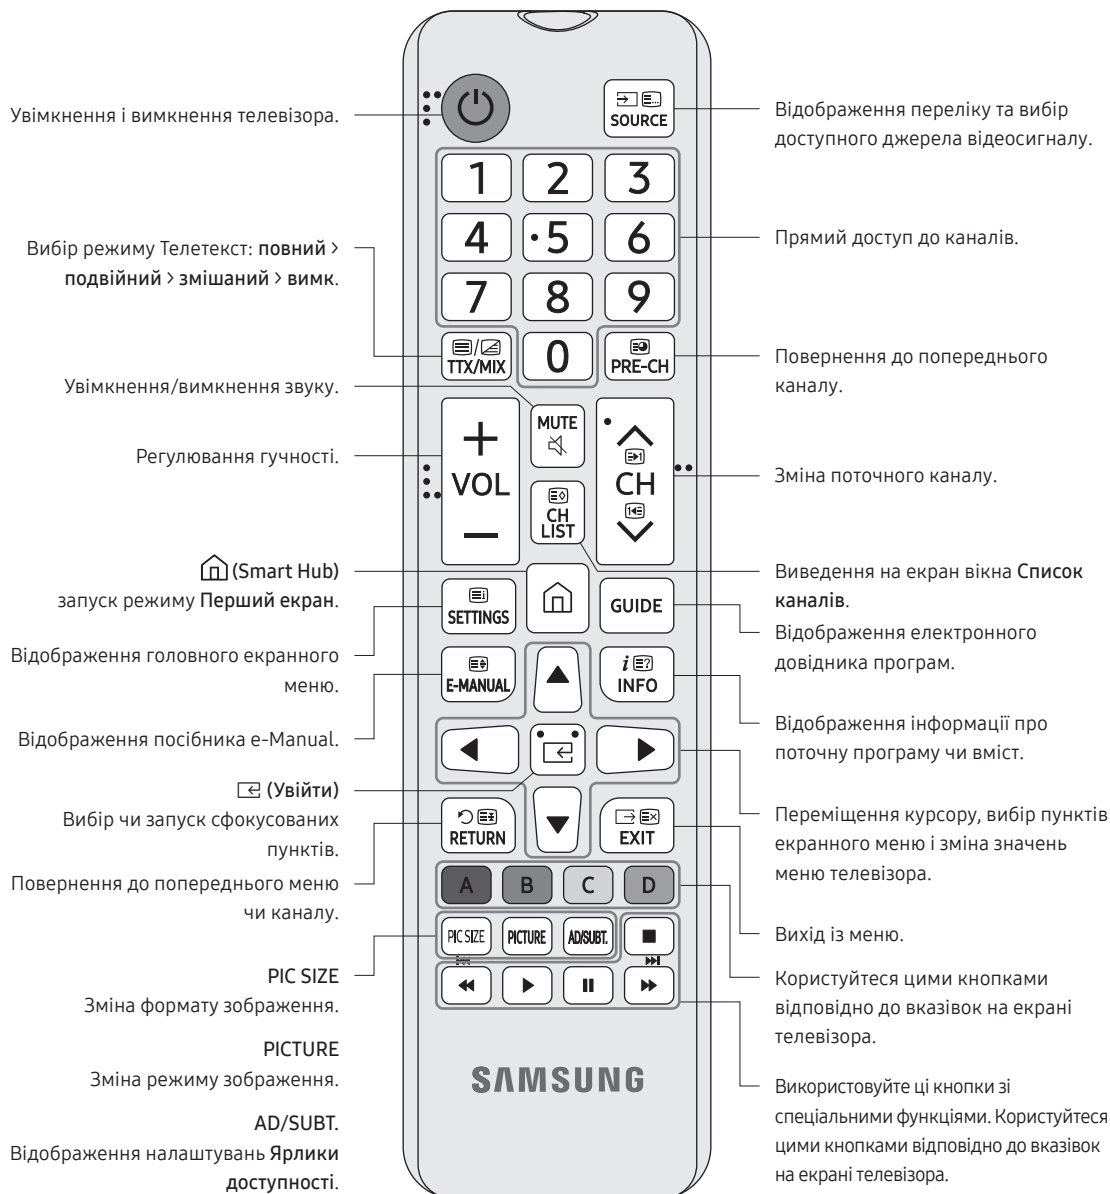 Увімкнення і вимкнення телевізора.
Вибір режиму Телетекст: повний >
подвійний > змішаний > вимк.
Увімкнення/вимкнення звуку.
Регулювання гучності.
(Smart Hub)
запуск режиму Перший екран.
Відображення головного екранного
меню.
Відображення посібника e-Manual.
(Увійти)
Вибір чи запуск сфокусованих
пунктів.
Повернення до попереднього меню
чи каналу.
PIC SIZE
Зміна формату зображення.
PICTURE
Зміна режиму зображення.
AD/SUBT.
Відображення налаштувань Ярлики
доступності.
SOURCE
1 2 3
4 5 6
7 8 9
TTX/MIX 0 PRE-CH
MUTE
VOL
CH
CH
LIST
SETTINGS
GUIDE
E-MANUAL
i INFO
RETURN
EXIT
A B C D
PIC SIZE PICTURE AD/SUBT.
SAMSUNG
Відображення переліку та вибір
доступного джерела відеосигналу.
Прямий доступ до каналів.
Повернення до попереднього
каналу.
Зміна поточного каналу.
Виведення на екран вікна Список
каналів.
Відображення електронного
довідника програм.
Відображення інформації про
поточну програму чи вміст.
Переміщення курсору, вибір пунктів
екранного меню і зміна значень
меню телевізора.
Вихід із меню.
Користуйтеся цими кнопками
відповідно до вказівок на екрані
телевізора.
Використовуйте ці кнопки зі
спеціальними функціями. Користуйтеся
цими кнопками відповідно до вказівок
на екрані телевізора.